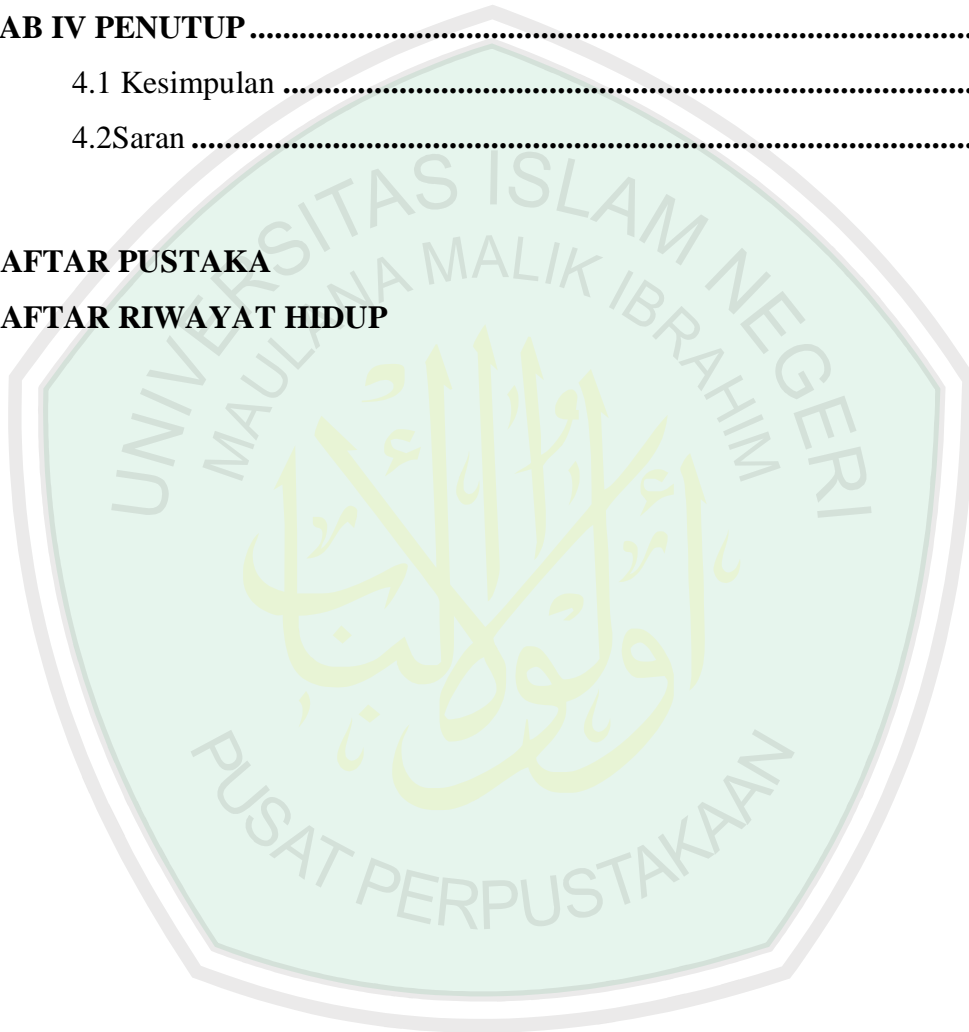 AB IV PENUTUP........................................................................................
4.1 Kesimpulan ....................................................................................
4.2Saran ...............................................................................................
AFTAR PUSTAKA
AFTAR RIWAYAT HIDUP
UNIVERSITAS ISLAM NEGERI
MAULANA MALIK IBRAHIM
PUSAT PERPUSTAKAAN